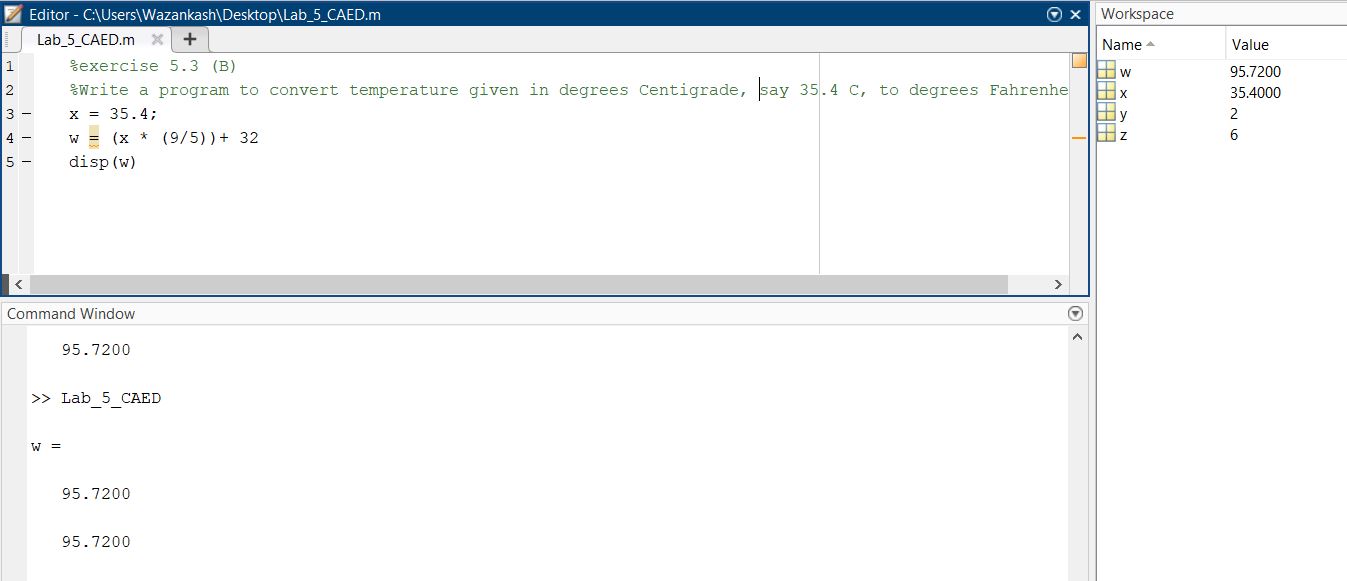 Editor - C:\Users\Wazankash\Desktop\Lab_5_CAED.m
Lab_5_CAED.m
1
%exercise 5.3 (B)
2
%Write a program to convert temperature given in degrees Centigrade, say 35.4 C, to degrees Fahrenhe
3 — x = 35.4;
4 — w = (x * (9/5))+ 32
5 — disp(w)
Command Window
95.7200
>> Lab_5_CAED
w =
95.7200
95.7200
Workspace
Name Value
w 95.7200
x 35.4000
y 2
z 6